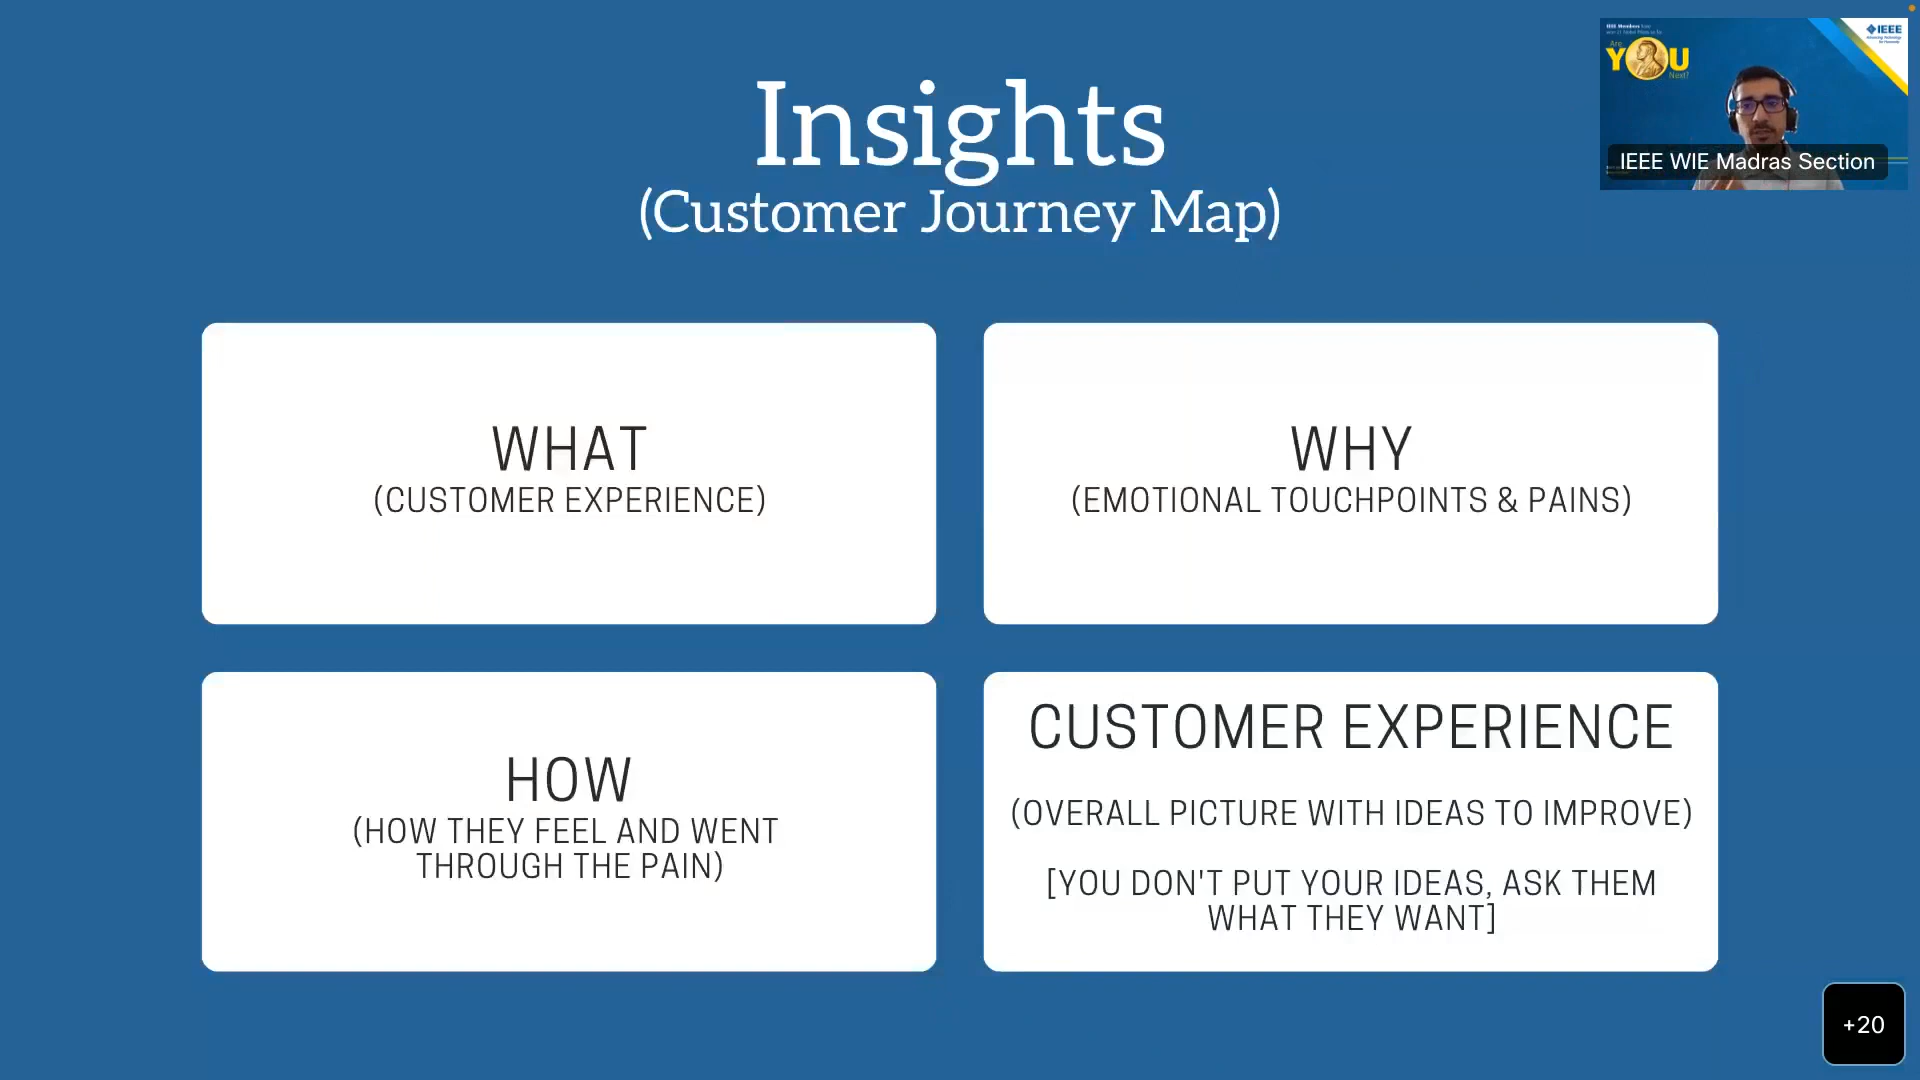 Insights
(Customer Journey Map)
WHAT
(CUSTOMER EXPERIENCE)
WHY
(EMOTIONAL TOUCHPOINTS & PAINS)
HOW
(HOW THEY FEEL AND WENT
THROUGH THE PAIN)
CUSTOMER EXPERIENCE
(OVERALL PICTURE WITH IDEAS TO IMPROVE)
[YOU DON'T PUT YOUR IDEAS, ASK THEM
WHAT THEY WANT]
Are
YOU
Next?
IEEE
IEEE WIE Madras Section
+20